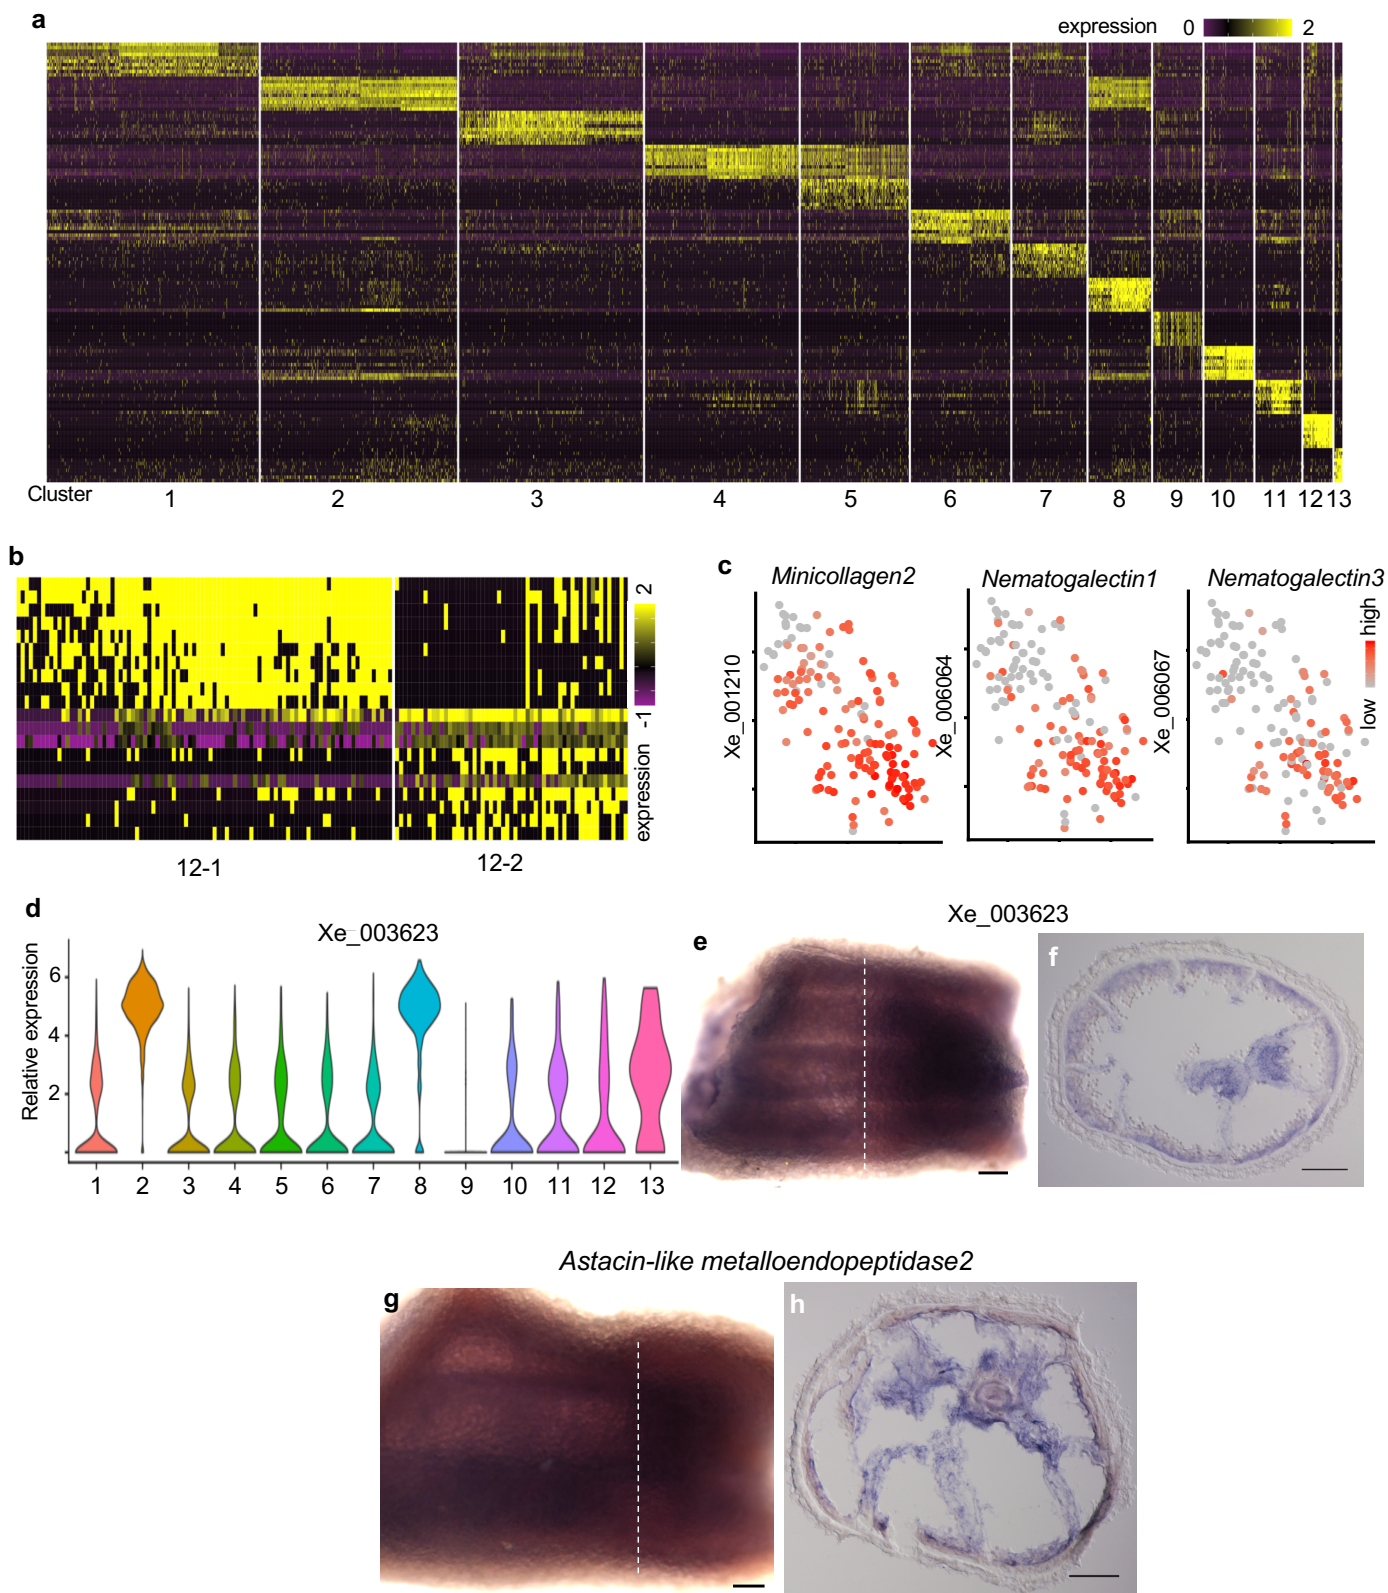 a
expression 0 2
Cluster 1 2 3 4 5 6 7 8 9 10 11 12 13
b
2
-1
expression
12-1 12-2
c
Minicollagen2 Nematogalectin1 Nematogalectin3
Xe_001210
Xe_006064
Xe_006067
high
low
d
Xe_003623
Relative expression
6
4
2
1 2 3 4 5 6 7 8 9 10 11 12 13
Xe_003623
e
f
Astacin-like metalloendopeptidase2
g
h